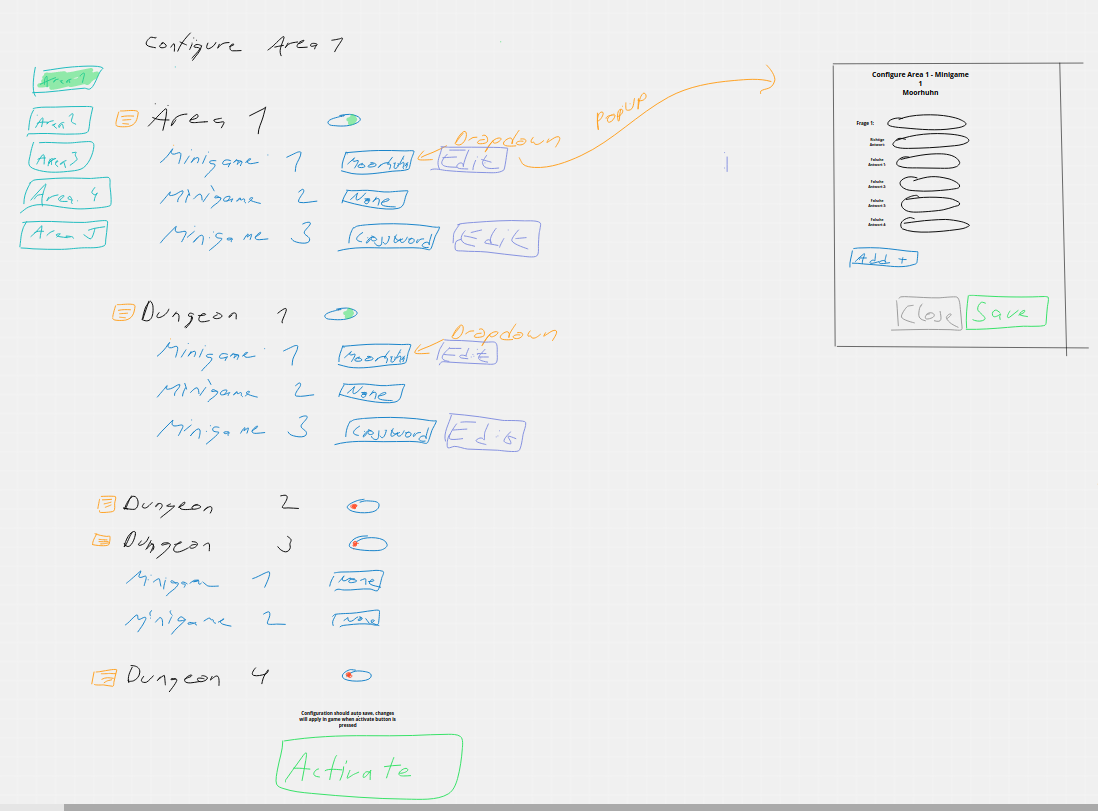 Configure Area 1
Area 1
Area 2
Area 3
Area 4
Area 5
Area 1
Minigame 1 Moorhuhn Dropdown Edit
PopUP
Minigame 2 None
Minigame 3 Crossword Edit
Dungeon 1
Minigame 1 Moorhuhn Dropdown Edit
Minigame 2 None
Minigame 3 Crossword Edit
Dungeon 2
Dungeon 3
Minigam 1 None
Minigame 2 None
Dungeon 4
Configuration should auto save, changes
will apply in game when activate button is
pressed
Activate
Configure Area 1 - Minigame
1
Moorhuhn
Frage 1:
Richtige
Antwort
Falsche
Antwort 1
Falsche
Antwort 2
Falsche
Antwort 3
Falsche
Antwort 4
Add +
Close Save